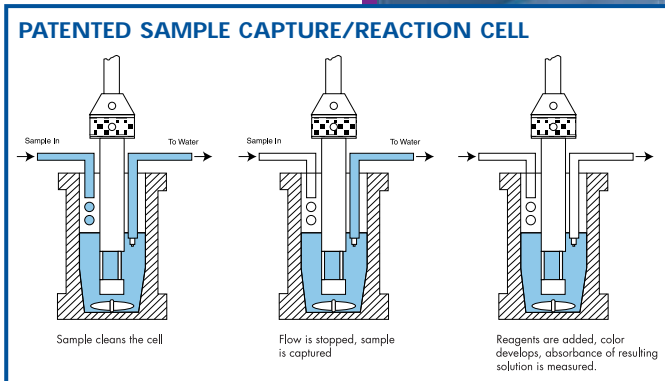 PATENTED SAMPLE CAPTURE/REACTION CELL
Sample In
To Water
Sample In
To Water
Sample cleans the cell
Flow is stopped, sample
is captured
Reagents are added, color
develops, absorbance of resulting
solution is measured.